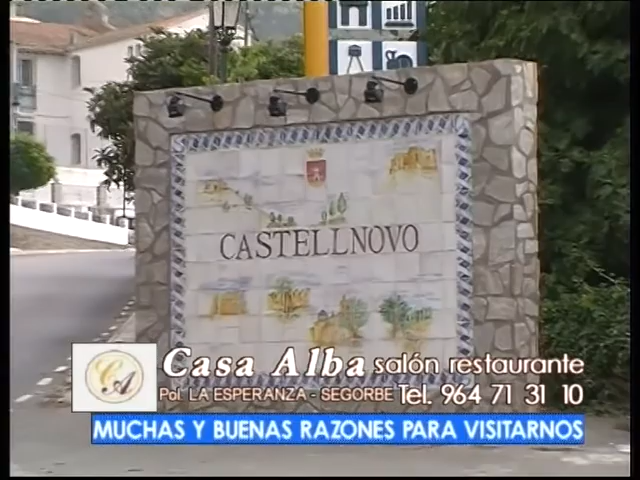 CASTELLNOVO
CA
Casa Alba salón restaurante
Pol. LA ESPERANZA - SEGORBE Tel. 964 71 31 10
MUCHAS Y BUENAS RAZONES PARA VISITARNOS